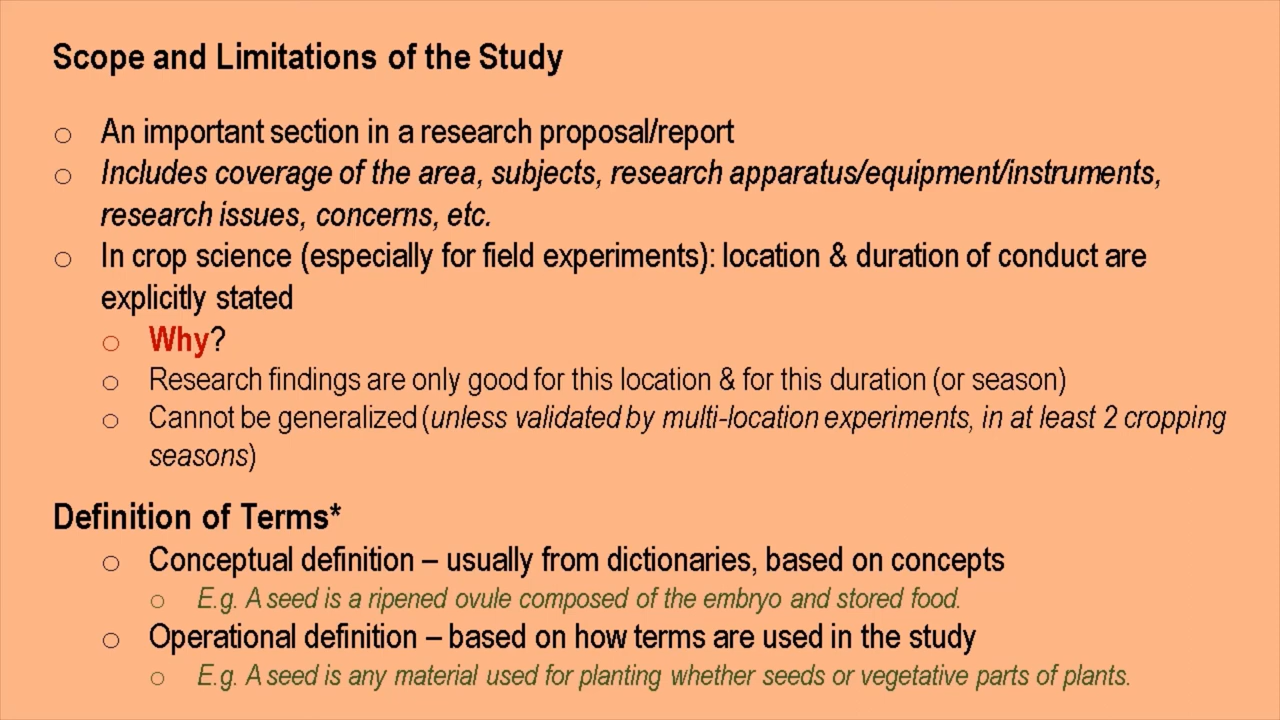 Scope and Limitations of the Study
o An important section in a research proposal/report
o Includes coverage of the area, subjects, research apparatus/equipment/instruments,
research issues, concerns, etc.
o In crop science (especially for field experiments): location & duration of conduct are
explicitly stated
o Why?
o Research findings are only good for this location & for this duration (or season)
o Cannot be generalized (unless validated by multi-location experiments, in at least 2 cropping
seasons)
Definition of Terms*
o Conceptual definition – usually from dictionaries, based on concepts
o E.g. A seed is a ripened ovule composed of the embryo and stored food.
o Operational definition – based on how terms are used in the study
o E.g. A seed is any material used for planting whether seeds or vegetative parts of plants.